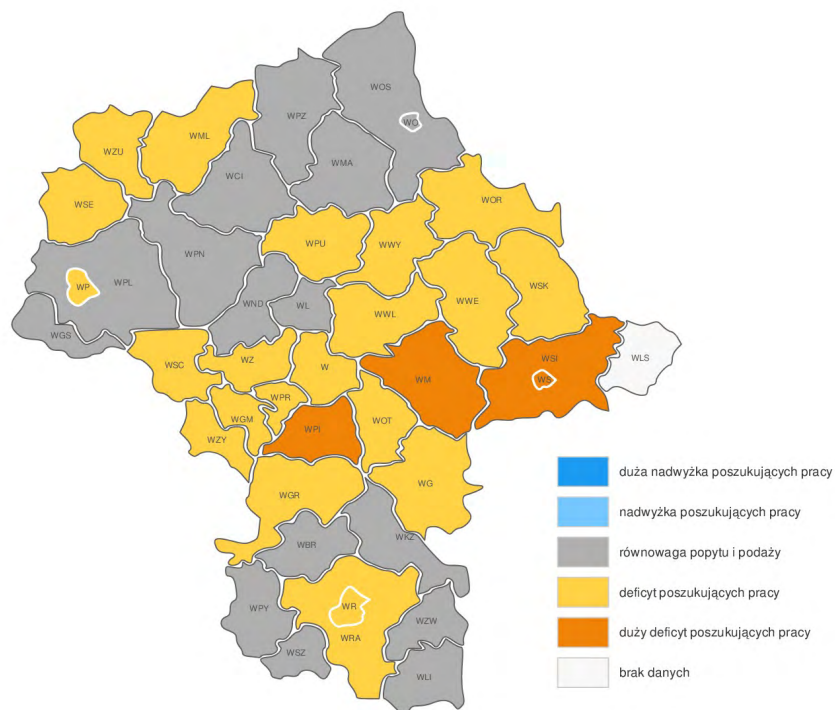 WOS
WPZ
WO
WML
WZU
WMA
WCI
WOR
WSE
WPU
WWY
WPN
WPL
WP
WSK
WWE
WND
WL
WWL
WGS
WSI
WLS
WZ
WSC
W
WM
WS
WPR
WGM
WOT
WPI
WZY
WG
WGR
WKZ
WBR
WPY
WR
WZW
WRA
WSZ
WLI
duża nadwyżka poszukujących pracy
nadwyżka poszukujących pracy
równowaga popytu i podaży
deficyt poszukujących pracy
duży deficyt poszukujących pracy
brak danych